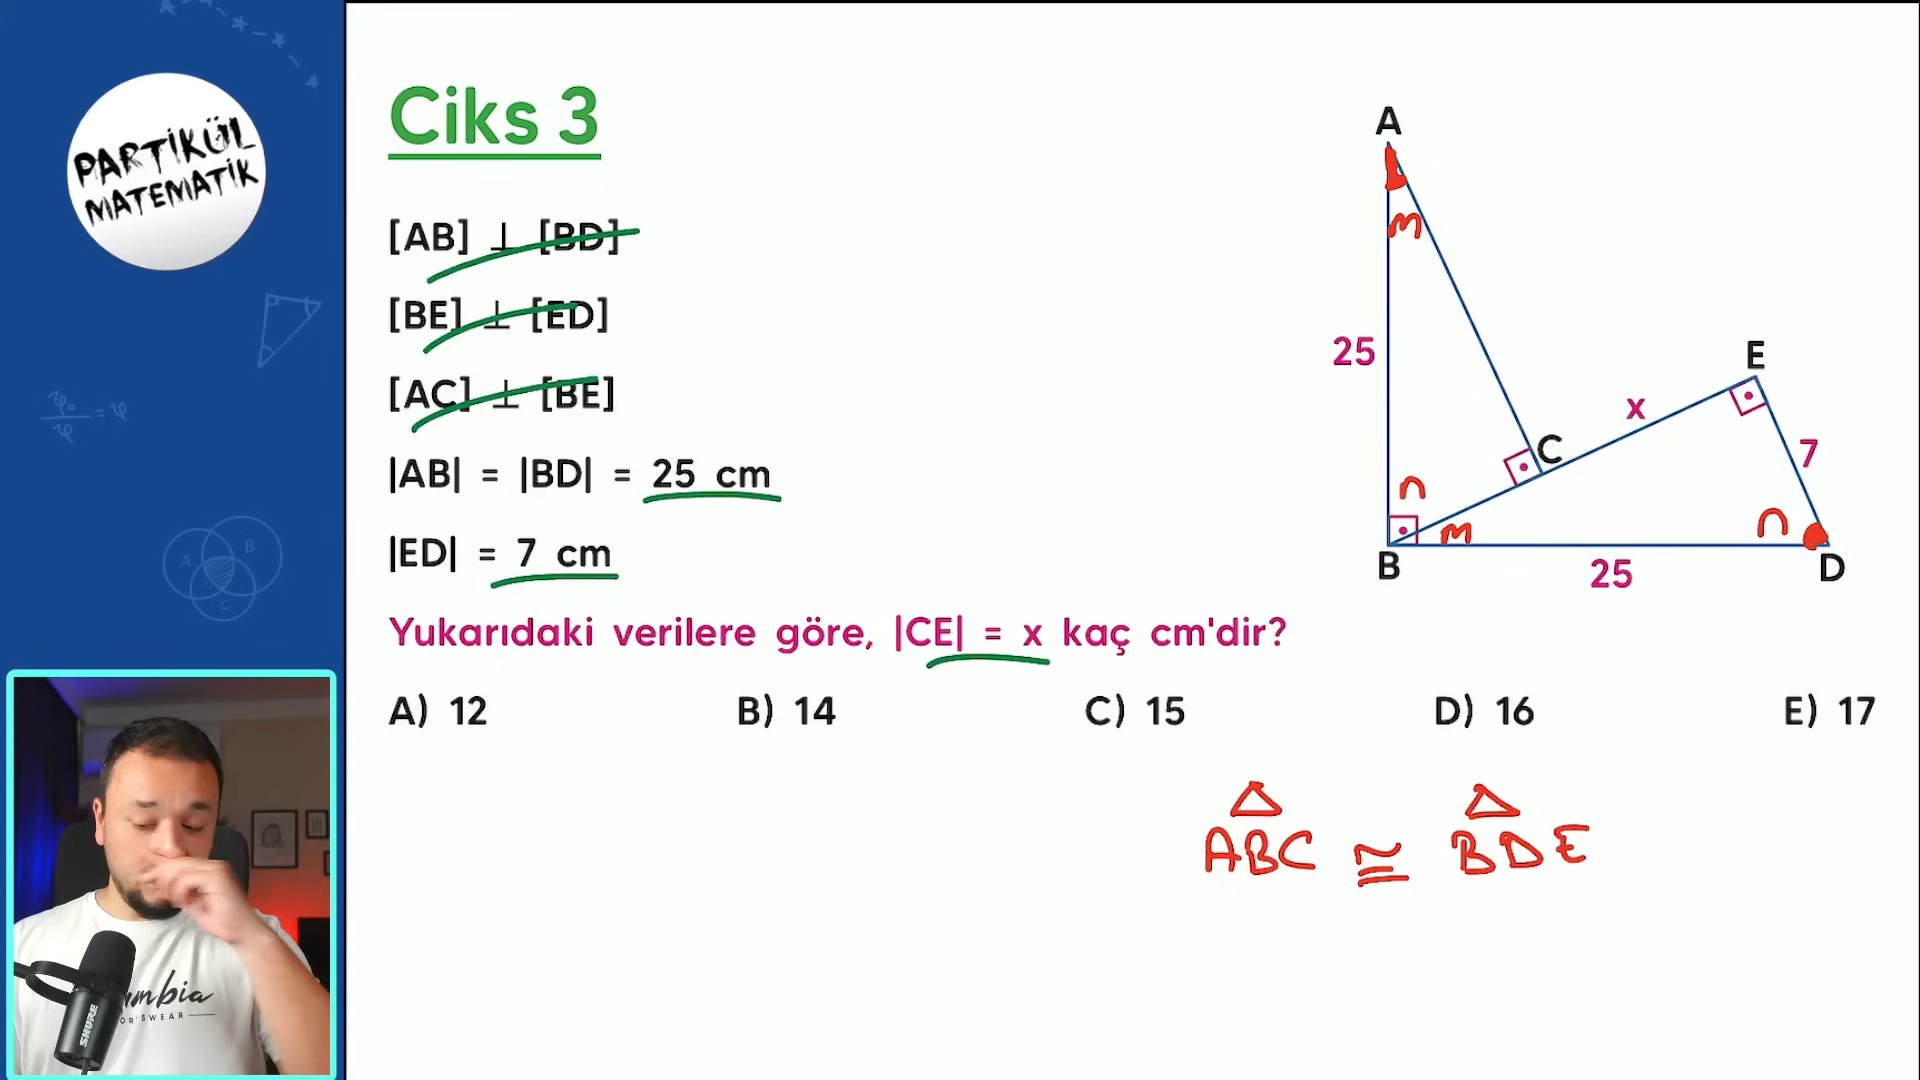 PARTİKÜL
MATEMATİK
Ciks 3
[AB] ⊥ [BD]
[BE] ⊥ [ED]
[AC] ⊥ [BE]
|AB| = |BD| = 25 cm
|ED| = 7 cm
Yukarıdaki verilere göre, |CE| = x kaç cm'dir?
A) 12 B) 14 C) 15 D) 16 E) 17
A
m
25
E
x
C
7
n
m
n
B
25
D
ABC ≅ BDE
A
B
C
SHURE